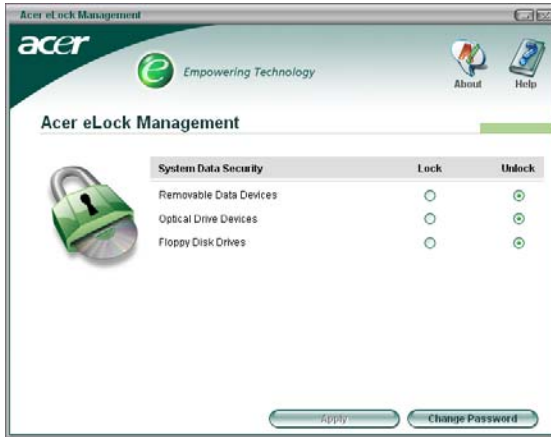 Acer eLock Management
acer
e Empowering Technology
About Help
Acer eLock Management
System Data Security Lock Unlock
Removable Data Devices
Optical Drive Devices
Floppy Disk Drives
Apply Change Password